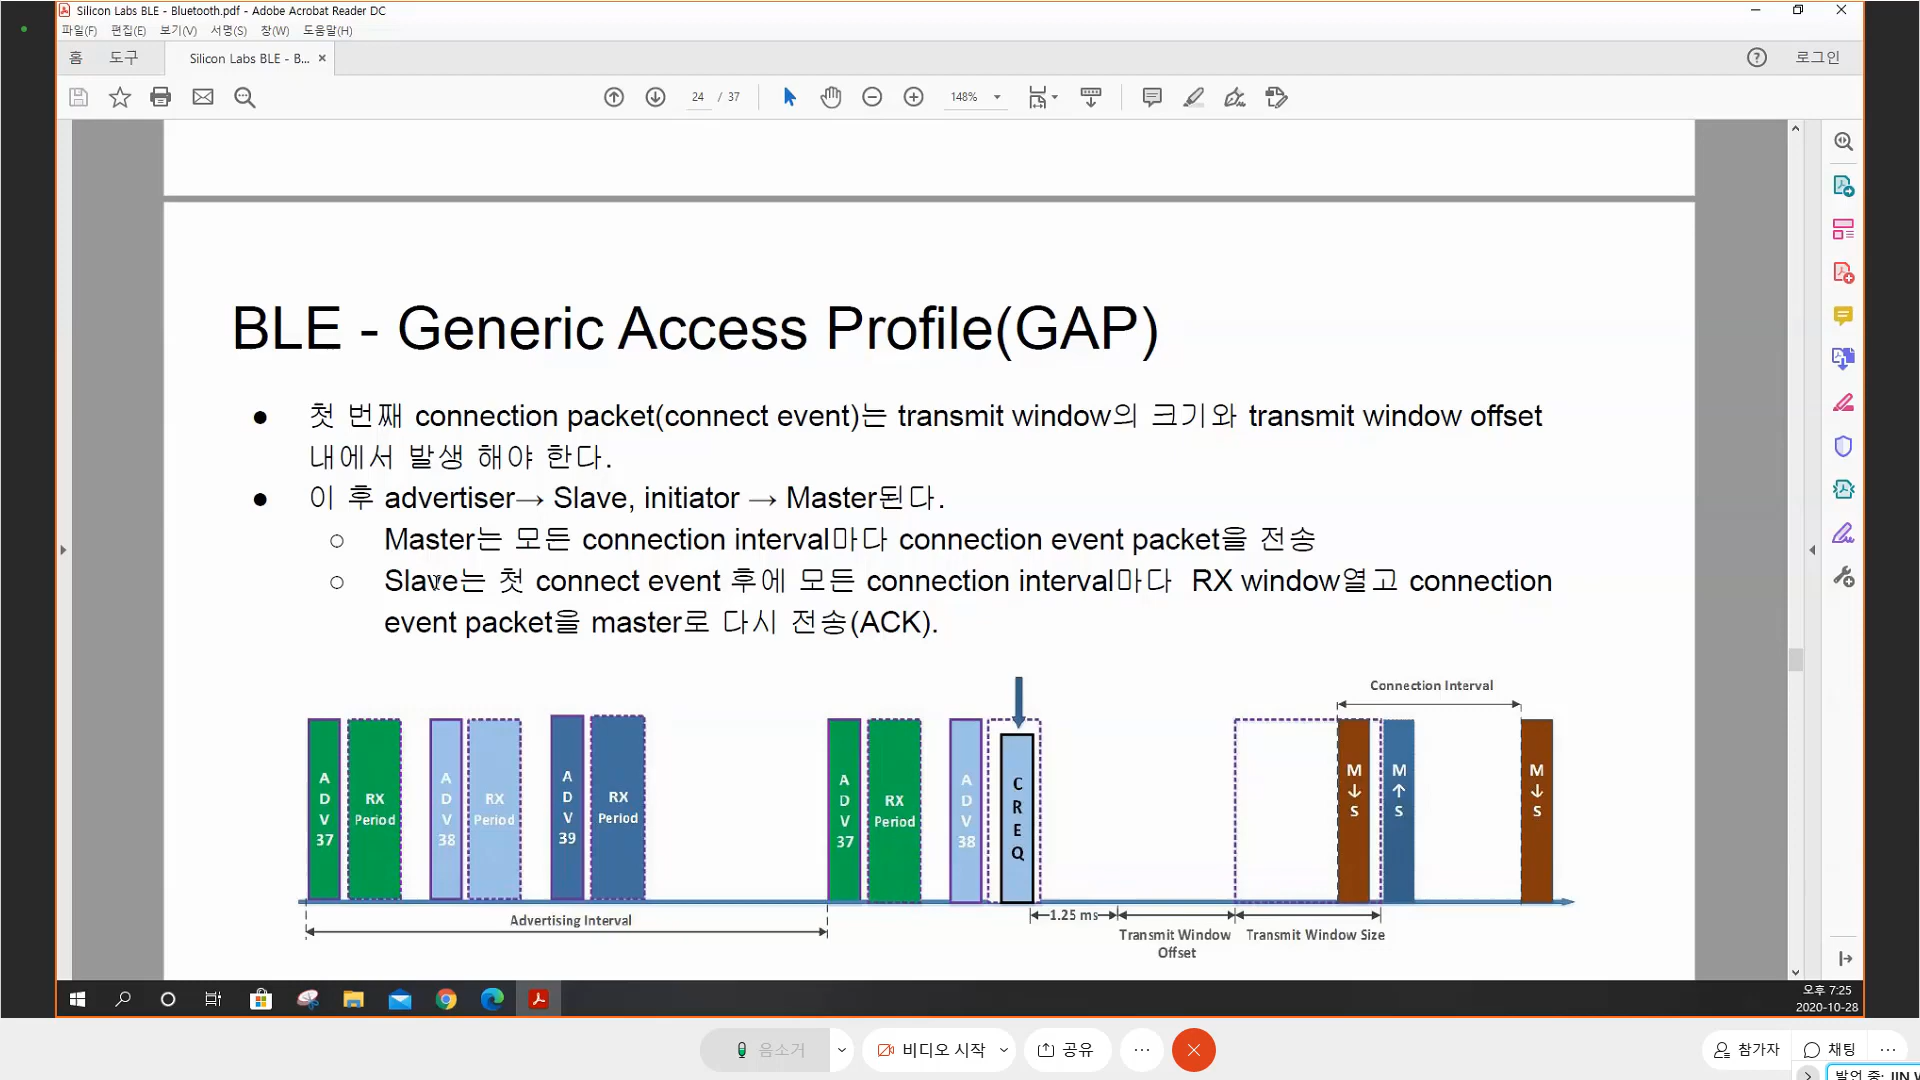 Silicon Labs BLE - Bluetooth.pdf - Adobe Acrobat Reader DC
파일(F) 편집(E) 보기(V) 서명(S) 창(W) 도움말(H)
홈 도구 Silicon Labs BLE - B... 로그인
24 / 37 148%
BLE - Generic Access Profile(GAP)
● 첫 번째 connection packet(connect event)는 transmit window의 크기와 transmit window offset
내에서 발생 해야 한다.
● 이 후 advertiser→ Slave, initiator → Master된다.
○ Master는 모든 connection interval마다 connection event packet을 전송
○ Slave는 첫 connect event 후에 모든 connection interval마다 RX window열고 connection
event packet을 master로 다시 전송(ACK).
Connection Interval
ADV 37
RX Period
ADV 38
RX Period
ADV 39
RX Period
ADV 37
RX Period
ADV 38
CREQ
M ↓ S
M ↑ S
M ↓ S
Advertising Interval
1.25 ms
Transmit Window Offset
Transmit Window Size
오후 7:25
2020-10-28
음소거 비디오 시작 공유 참가자 채팅
발언 중: JIN